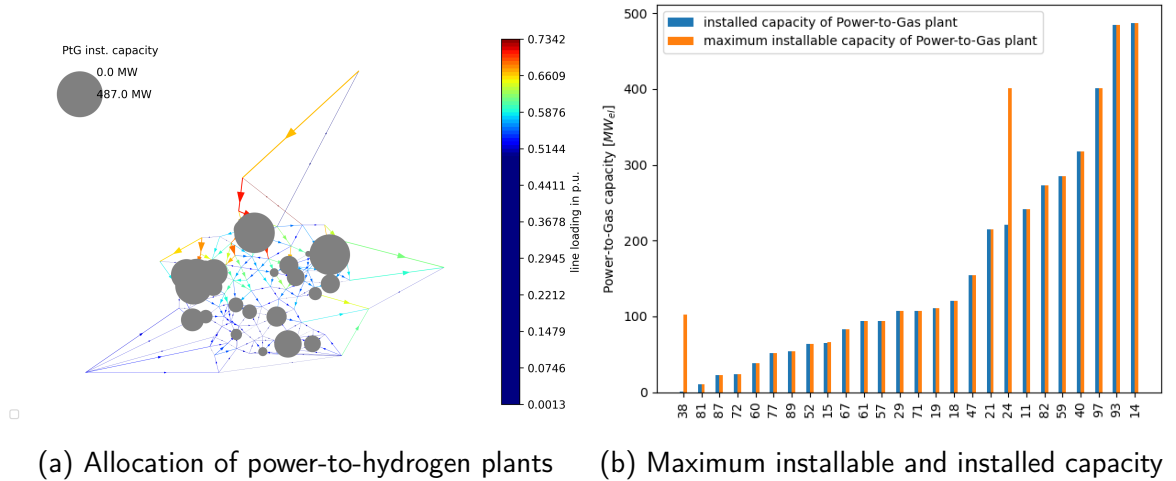 PtG inst. capacity
0.0 MW
487.0 MW
0.7342
0.6609
0.5876
0.5144
0.4411
0.3678
0.2945
0.2212
0.1479
0.0746
0.0013
line loading in p.u.
installed capacity of Power-to-Gas plant
maximum installable capacity of Power-to-Gas plant
Power-to-Gas capacity [MW_{el}]
500
400
300
200
100
0
38 81 87 72 60 77 89 52 15 67 61 57 29 71 19 18 47 21 24 11 82 59 40 97 93 14
(a) Allocation of power-to-hydrogen plants
(b) Maximum installable and installed capacity